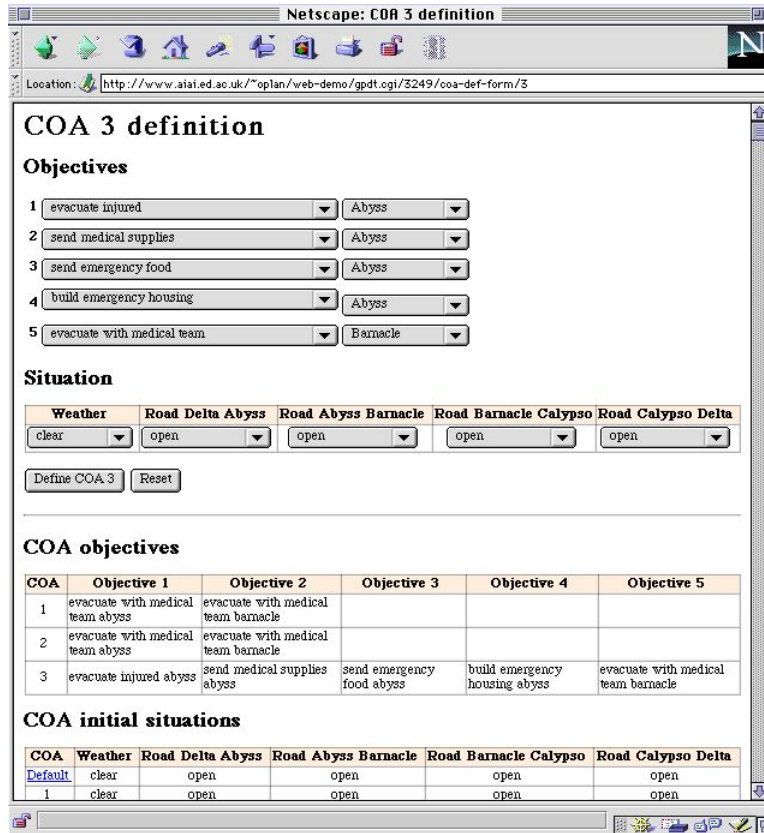 Netscape: COA 3 definition
N
Location: http://www.aiai.ed.ac.uk/~oplan/web-demo/gpdt.cgi/3249/coa-def-form/3
COA 3 definition
Objectives
1 evacuate injured Abyss
2 send medical supplies Abyss
3 send emergency food Abyss
4 build emergency housing Abyss
5 evacuate with medical team Barnacle
Situation
Weather Road Delta Abyss Road Abyss Barnacle Road Barnacle Calypso Road Calypso Delta
clear open open open open
Define COA 3 Reset
COA objectives
COA Objective 1 Objective 2 Objective 3 Objective 4 Objective 5
1 evacuate with medical team abyss evacuate with medical team barnacle
2 evacuate with medical team abyss evacuate with medical team barnacle
3 evacuate injured abyss send medical supplies abyss send emergency food abyss build emergency housing abyss evacuate with medical team barnacle
COA initial situations
COA Weather Road Delta Abyss Road Abyss Barnacle Road Barnacle Calypso Road Calypso Delta
Default clear open open open open
1 clear open open open open